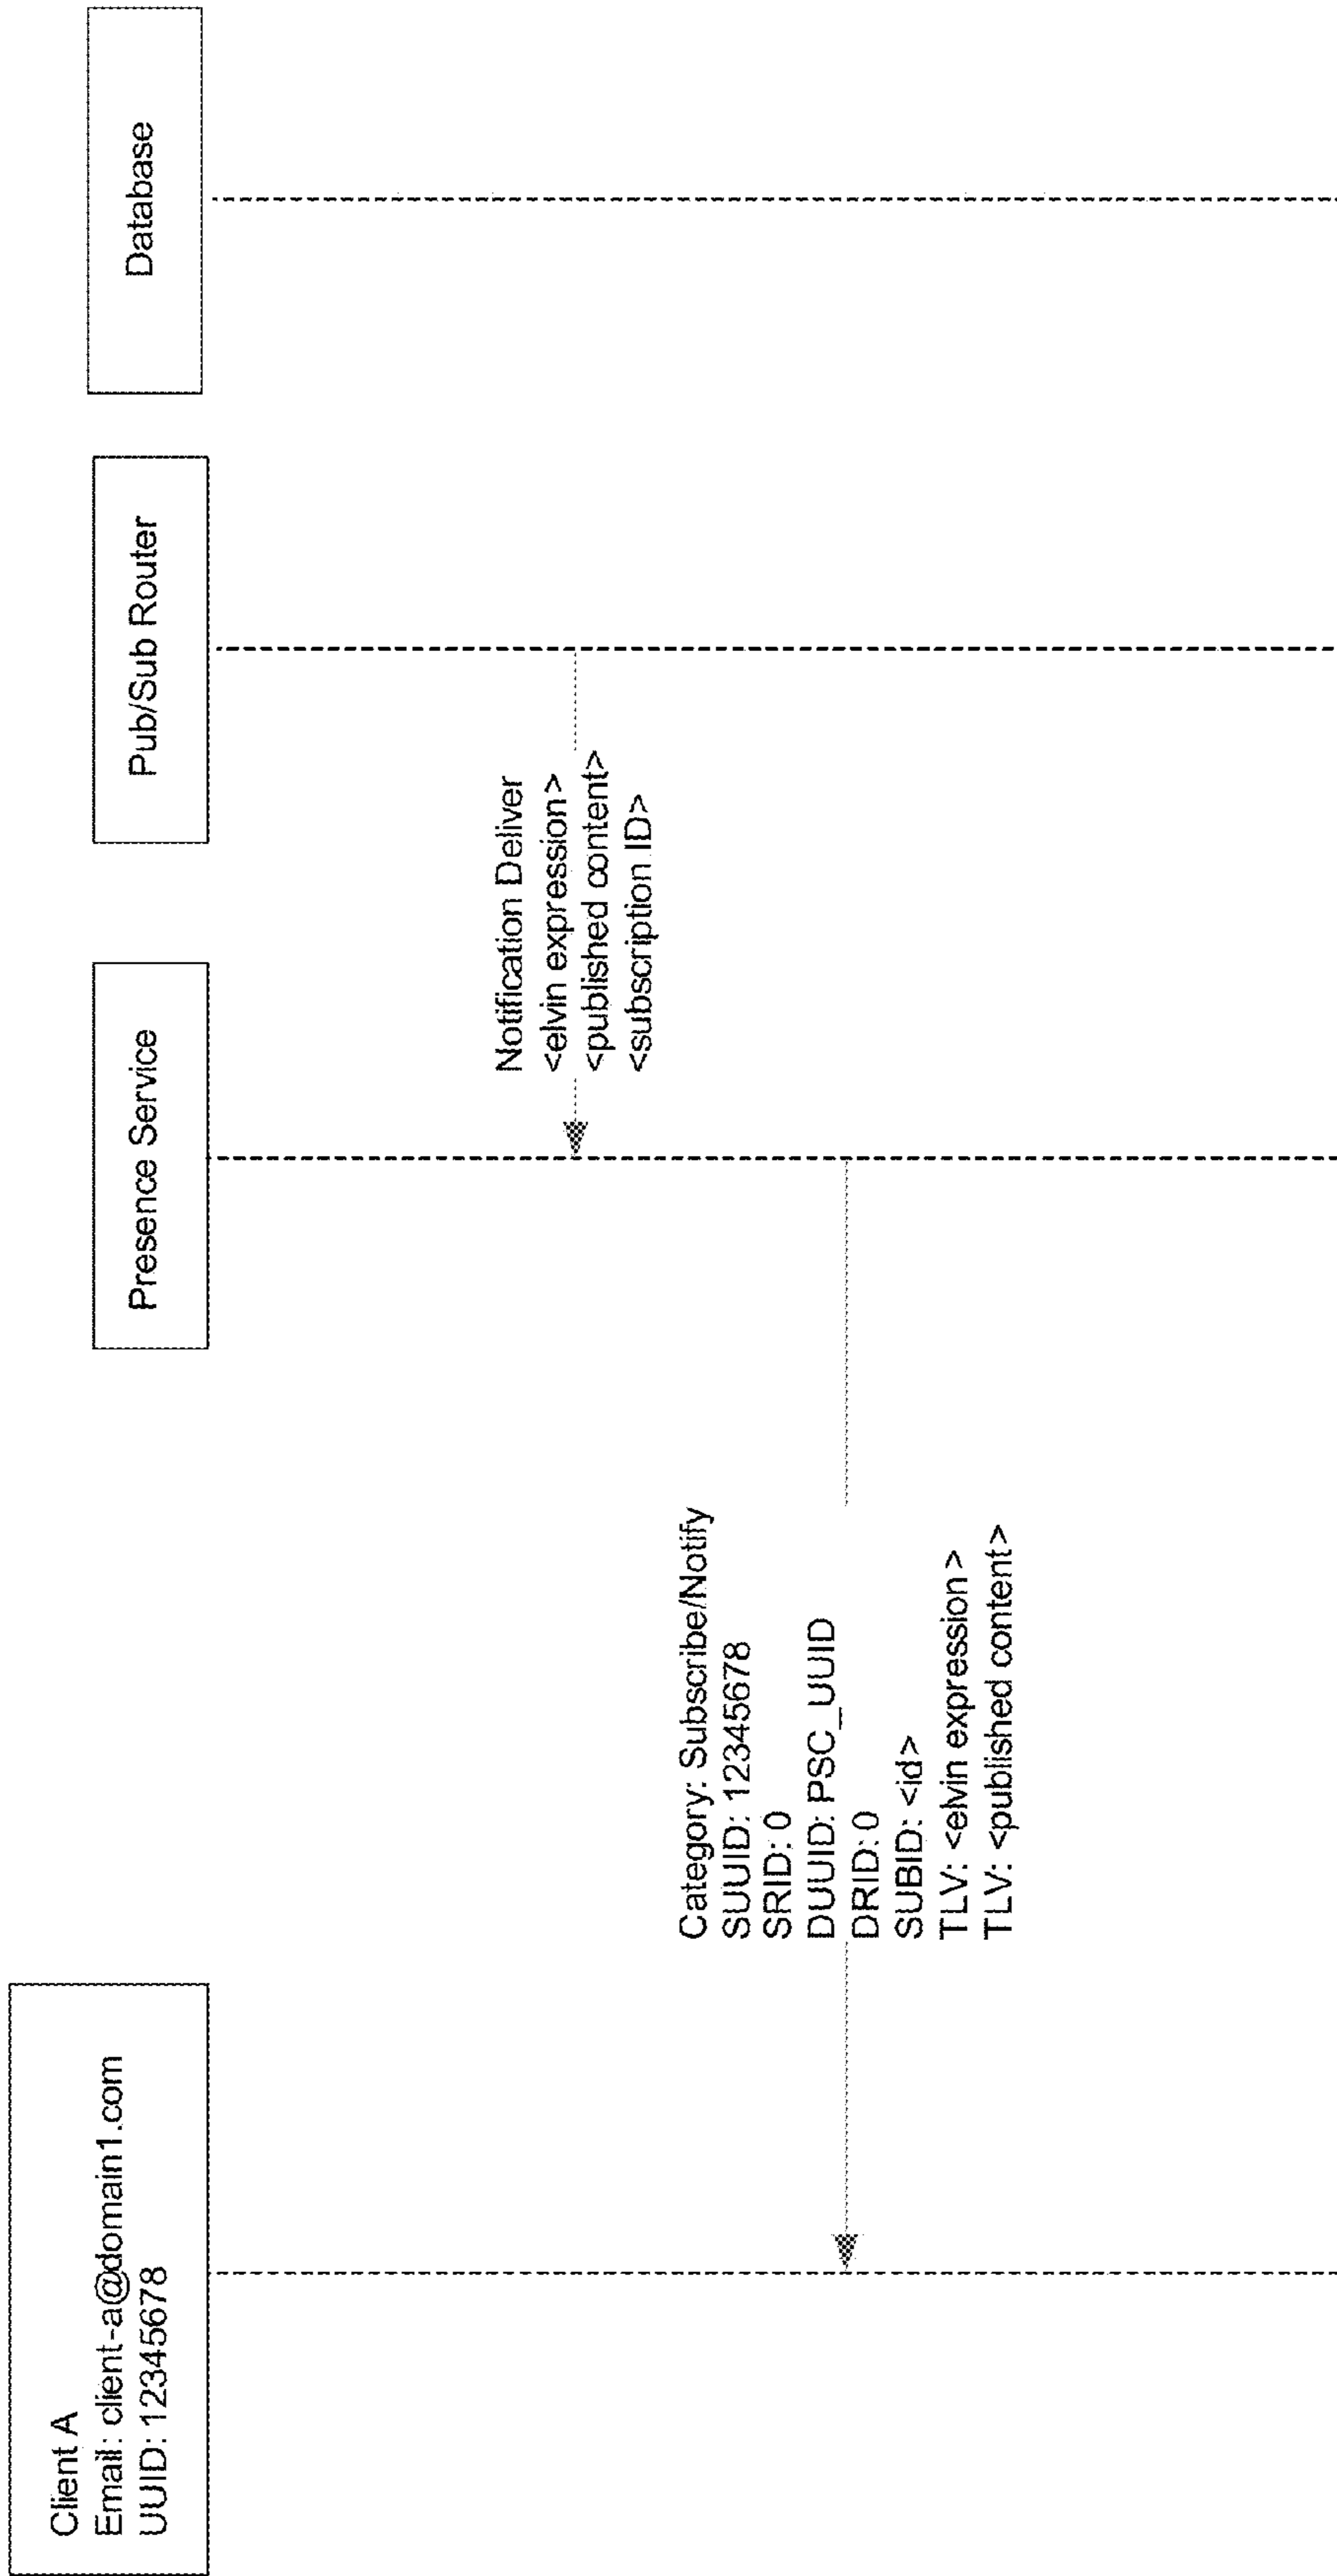 Client A
Email: client-a@domain1.com
UUID: 12345678
Presence Service
Pub/Sub Router
Database
Notification Deliver
<elvin expression>
<published content>
<subscription ID>
Category: Subscribe/Notify
SUUID: 12345678
SRID: 0
DUUID: PSC_UUID
DRID: 0
SUBID: <id>
TLV: <elvin expression>
TLV: <published content>